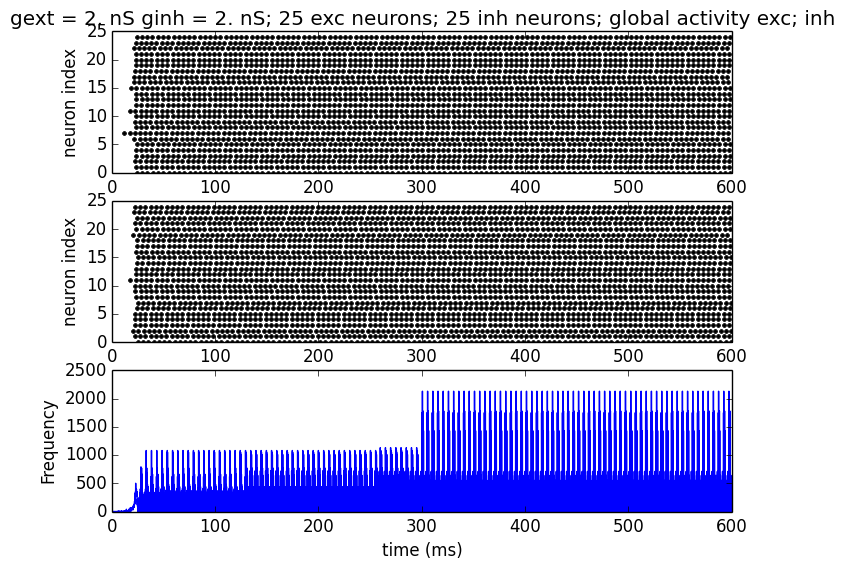 gext = 2. nS ginh = 2. nS; 25 exc neurons; 25 inh neurons; global activity exc; inh
25
20
15
10
5
0
neuron index
0 100 200 300 400 500 600
25
20
15
10
5
0
neuron index
0 100 200 300 400 500 600
2500
2000
1500
1000
500
0
Frequency
0 100 200 300 400 500 600
time (ms)